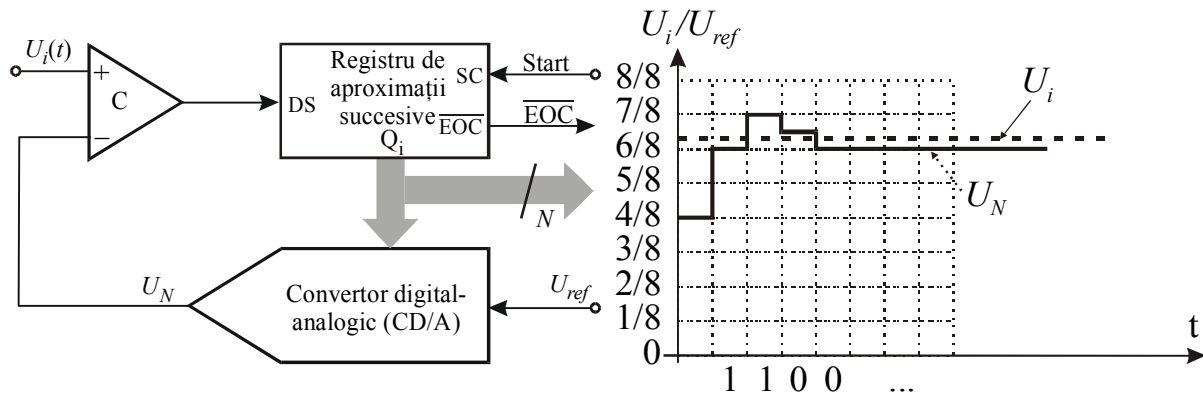 U_i(t)
+
C
−
Registru de
aproximații
succesive
DS
SC
EOC
Q_i
Start
EOC
N
U_N
Convertor digital-
analogic (CD/A)
U_ref
U_i/U_ref
8/8
7/8
6/8
5/8
4/8
3/8
2/8
1/8
0
U_i
U_N
t
1 1 0 0 ...